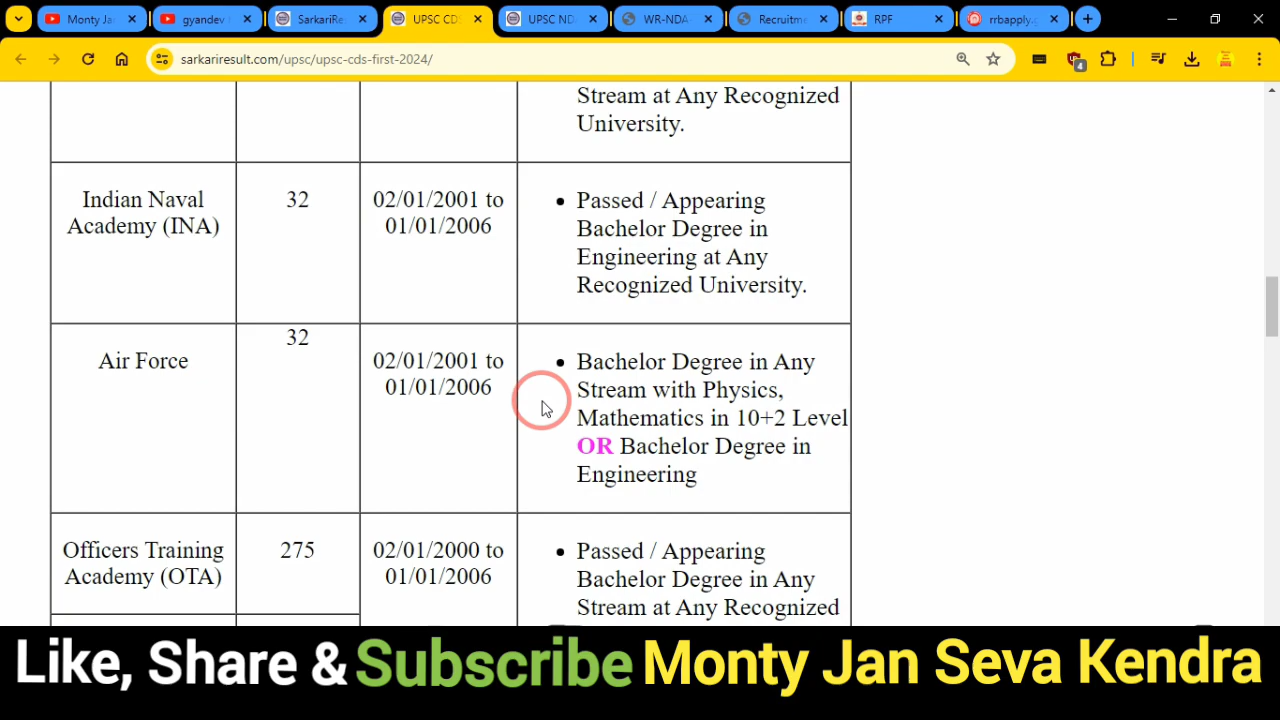 Monty Ja
gyandev
SarkariRes
UPSC CD
UPSC ND
WR-NDA-
Recruitme
RPF
rrbapply.g
sarkariresult.com/upsc/upsc-cds-first-2024/
4
Stream at Any Recognized
University.
Indian Naval
Academy (INA)
32
02/01/2001 to
01/01/2006
Passed / Appearing
Bachelor Degree in
Engineering at Any
Recognized University.
Air Force
32
02/01/2001 to
01/01/2006
Bachelor Degree in Any
Stream with Physics,
Mathematics in 10+2 Level
OR Bachelor Degree in
Engineering
Officers Training
Academy (OTA)
275
02/01/2000 to
01/01/2006
Passed / Appearing
Bachelor Degree in Any
Stream at Any Recognized
Like, Share & Subscribe Monty Jan Seva Kendra